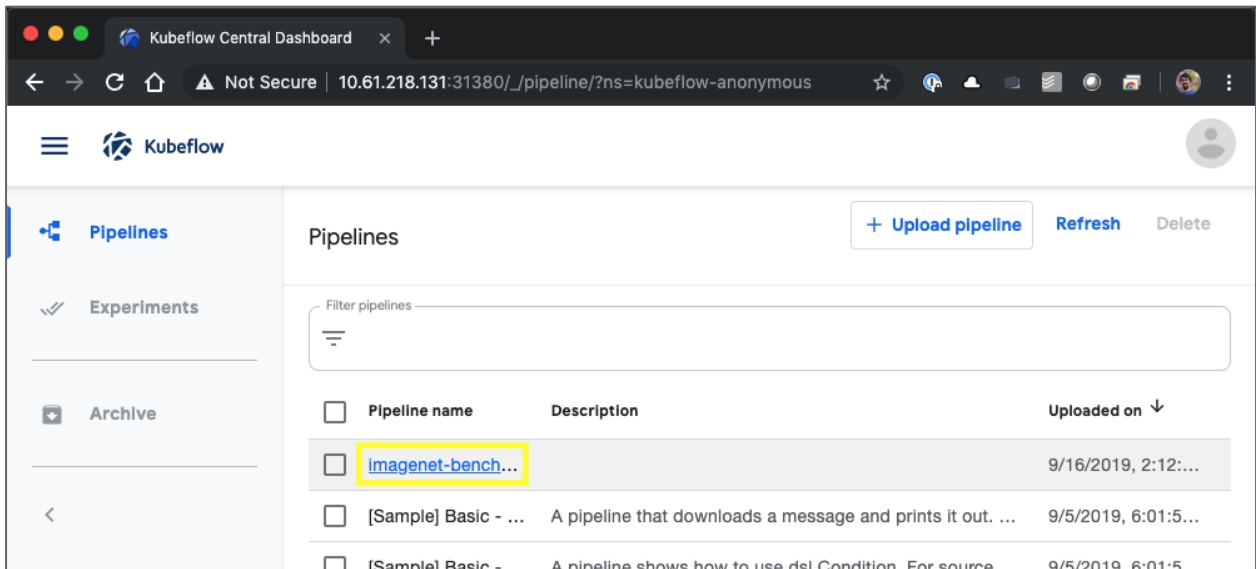 Kubeflow Central Dashboard
Not Secure | 10.61.218.131:31380/_/pipeline/?ns=kubeflow-anonymous
Kubeflow
Pipelines
Experiments
Archive
Pipelines
+ Upload pipeline
Refresh
Delete
Filter pipelines
Pipeline name Description Uploaded on
imagenet-bench... 9/16/2019, 2:12:...
[Sample] Basic - ... A pipeline that downloads a message and prints it out. ... 9/5/2019, 6:01:5...
[Sample] Basic - A pipeline shows how to use dsl.Condition. For source 9/5/2019, 6:01:5